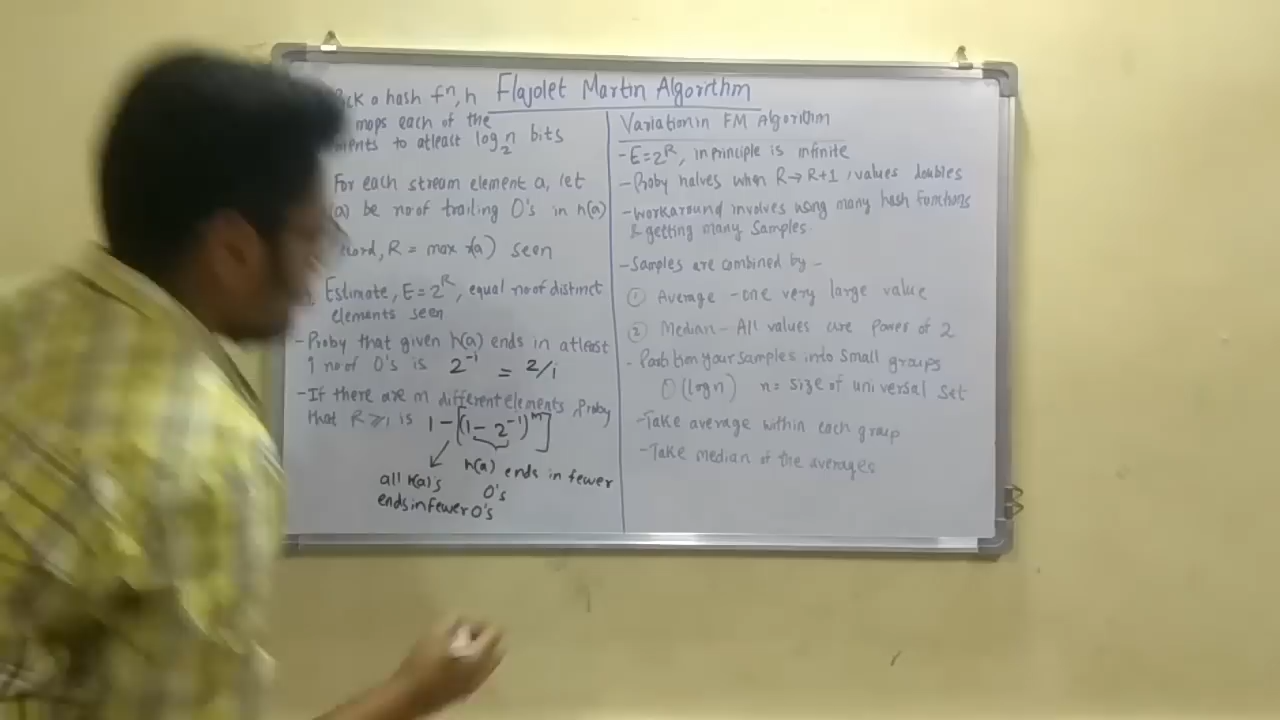 Flajolet Martin Algorithm
a hash fⁿ, h
maps each of the
to atleast log₂n bits
For each stream element a, let
(a) be no of trailing 0's in h(a)
R = max r(a) seen
Estimate, E = 2^R, equal no of distinct
elements seen
- Proby that given h(a) ends in atleast
1 no of 0's is 2⁻¹ = 2/i
- If there are m different elements, Proby
that R ≥ i is 1 - [(1 - 2⁻¹)^m]
h(a) ends in fewer
0's
all h(a)'s
ends in fewer 0's
Variation in FM Algorithm
- E = 2^R, in principle is infinite
- Proby halves when R → R+1, values doubles
- Workaround involves using many hash functions
& getting many Samples.
- Samples are combined by -
① Average - one very large value
② Median - All values are Power of 2
- Partition your samples into small groups
O(log n) n = size of universal set
- Take average within each group
- Take median of the averages